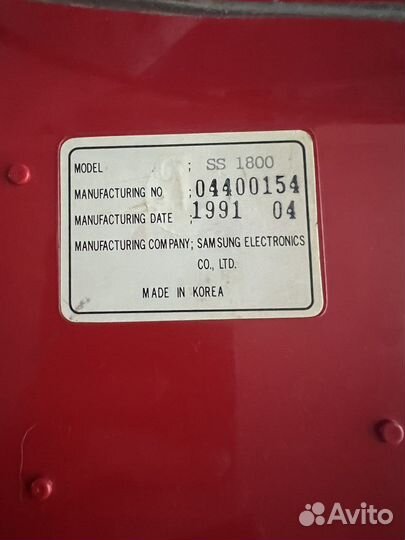 MODEL ; SS 1800
MANUFACTURING NO ; 04400154
MANUFACTURING DATE ; 1991 04
MANUFACTURING COMPANY; SAMSUNG ELECTRONICS
CO., LTD.
MADE IN KOREA
Avito